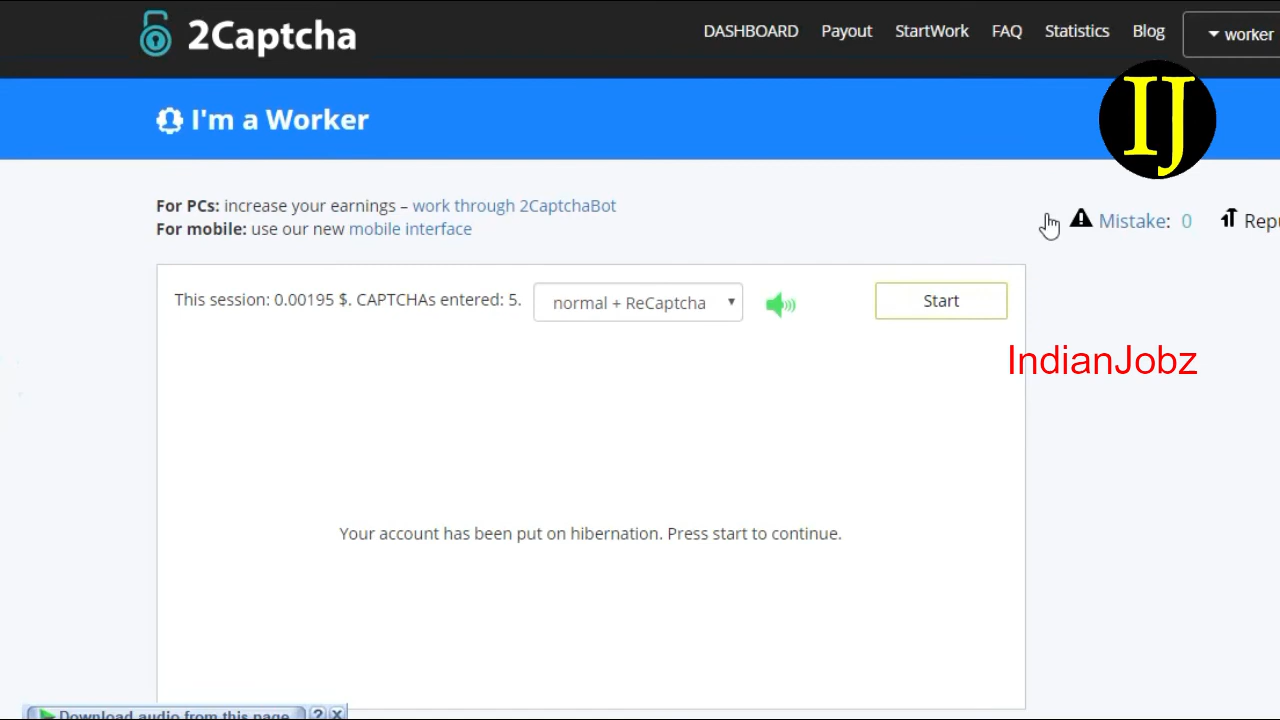 2Captcha
DASHBOARD Payout StartWork FAQ Statistics Blog worker
IJ
I'm a Worker
For PCs: increase your earnings – work through 2CaptchaBot
For mobile: use our new mobile interface
Mistake: 0
This session: 0.00195 $. CAPTCHAs entered: 5. normal + ReCaptcha Start
IndianJobz
Your account has been put on hibernation. Press start to continue.
Download audio from this page ? X